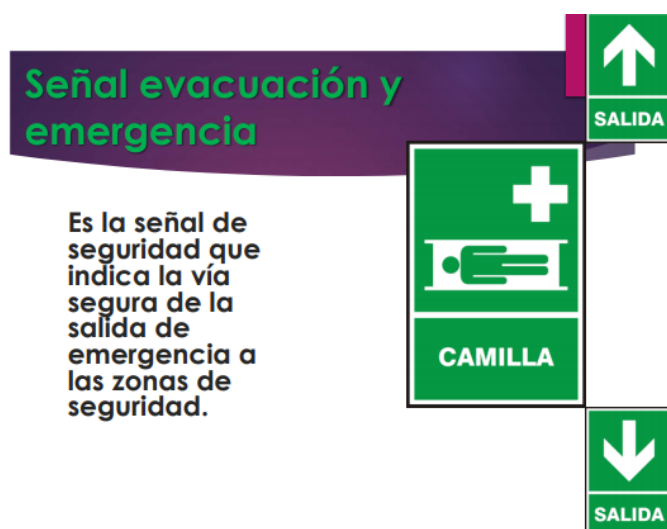 Señal evacuación y
emergencia
SALIDA
Es la señal de
seguridad que
indica la vía
segura de la
salida de
emergencia a
las zonas de
seguridad.
CAMILLA
SALIDA